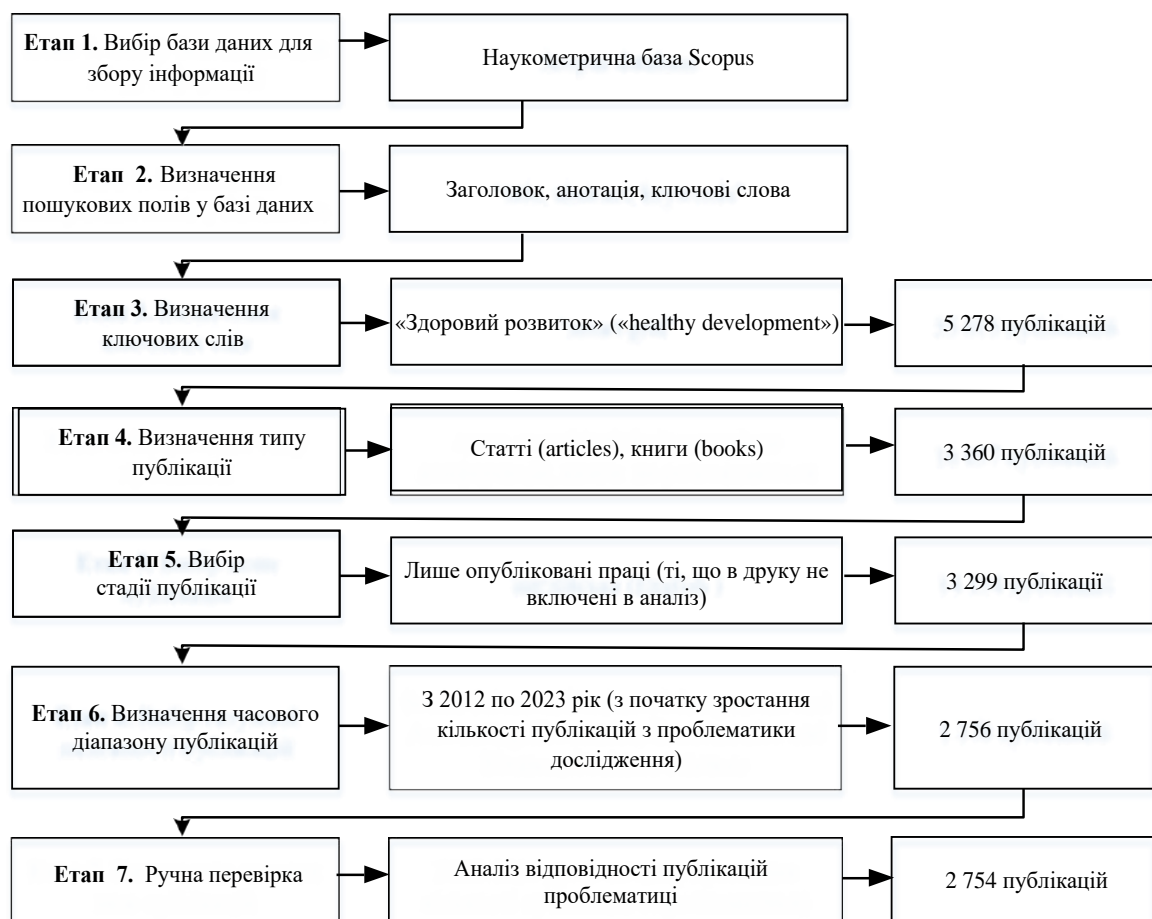 Етап 1. Вибір бази даних для
збору інформації
Наукометрична база Scopus
Етап 2. Визначення
пошукових полів у базі даних
Заголовок, анотація, ключові слова
Етап 3. Визначення
ключових слів
«Здоровий розвиток» («healthy development»)
5 278 публікацій
Етап 4. Визначення типу
публікації
Статті (articles), книги (books)
3 360 публікацій
Етап 5. Вибір
стадії публікації
Лише опубліковані праці (ті, що в друку не
включені в аналіз)
3 299 публікації
Етап 6. Визначення часового
діапазону публікацій
З 2012 по 2023 рік (з початку зростання
кількості публікацій з проблематики
дослідження)
2 756 публікацій
Етап 7. Ручна перевірка
Аналіз відповідності публікацій
проблематиці
2 754 публікацій